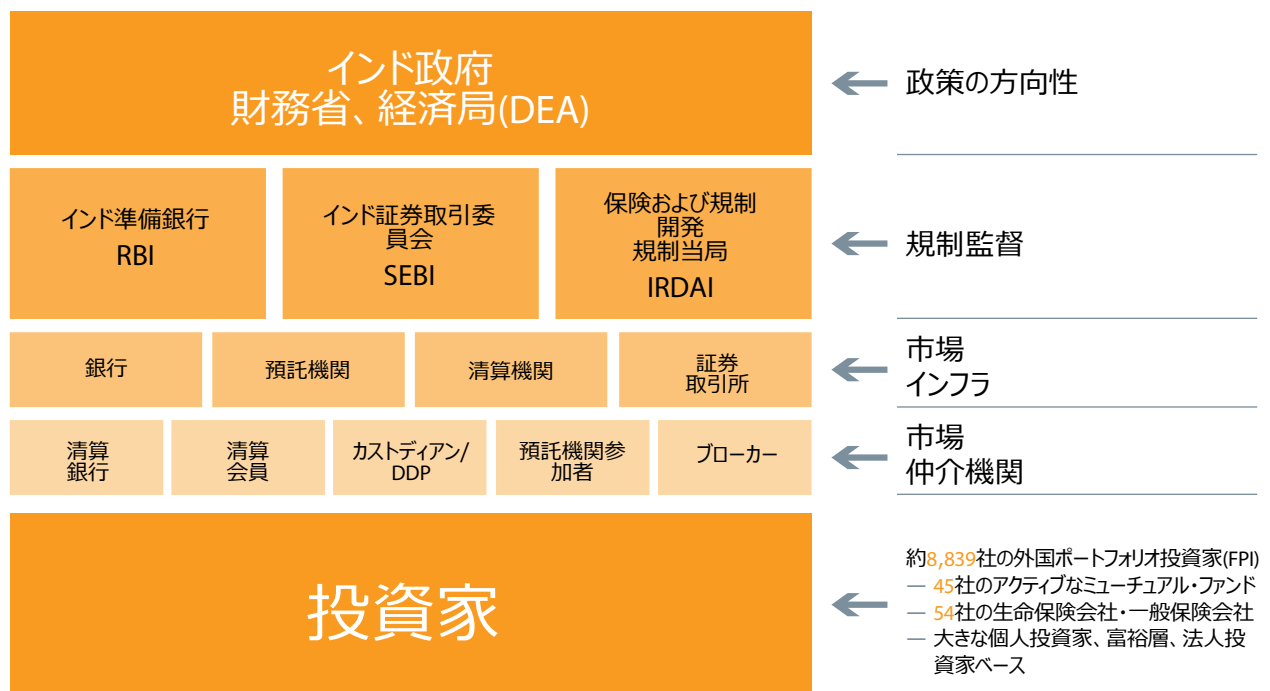 インド政府
財務省、経済局(DEA)
政策の方向性
インド準備銀行
RBI
インド証券取引委
員会
SEBI
保険および規制
開発
規制当局
IRDAI
規制監督
銀行
預託機関
清算機関
証券
取引所
市場
インフラ
清算
銀行
清算
会員
カストディアン/
DDP
預託機関参
加者
ブローカー
市場
仲介機関
投資家
約8,839社の外国ポートフォリオ投資家(FPI)
— 45社のアクティブなミューチュアル・ファンド
— 54社の生命保険会社・一般保険会社
— 大きな個人投資家、富裕層、法人投
資家ベース